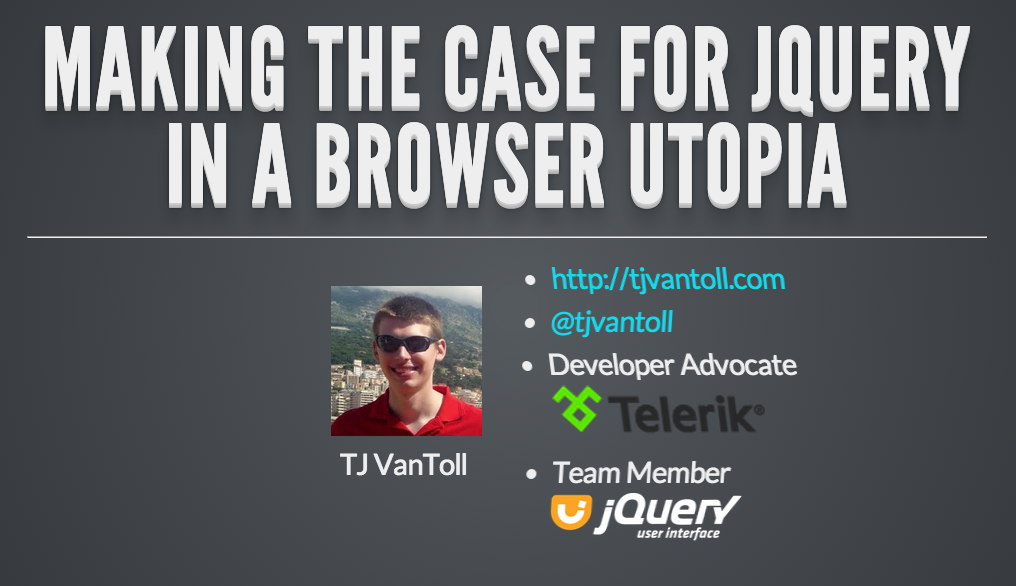 MAKING THE CASE FOR JQUERY
IN A BROWSER UTOPIA
http://tjvantoll.com
@tjvantoll
Developer Advocate
Telerik®
TJ VanToll
Team Member
jQuery
user interface